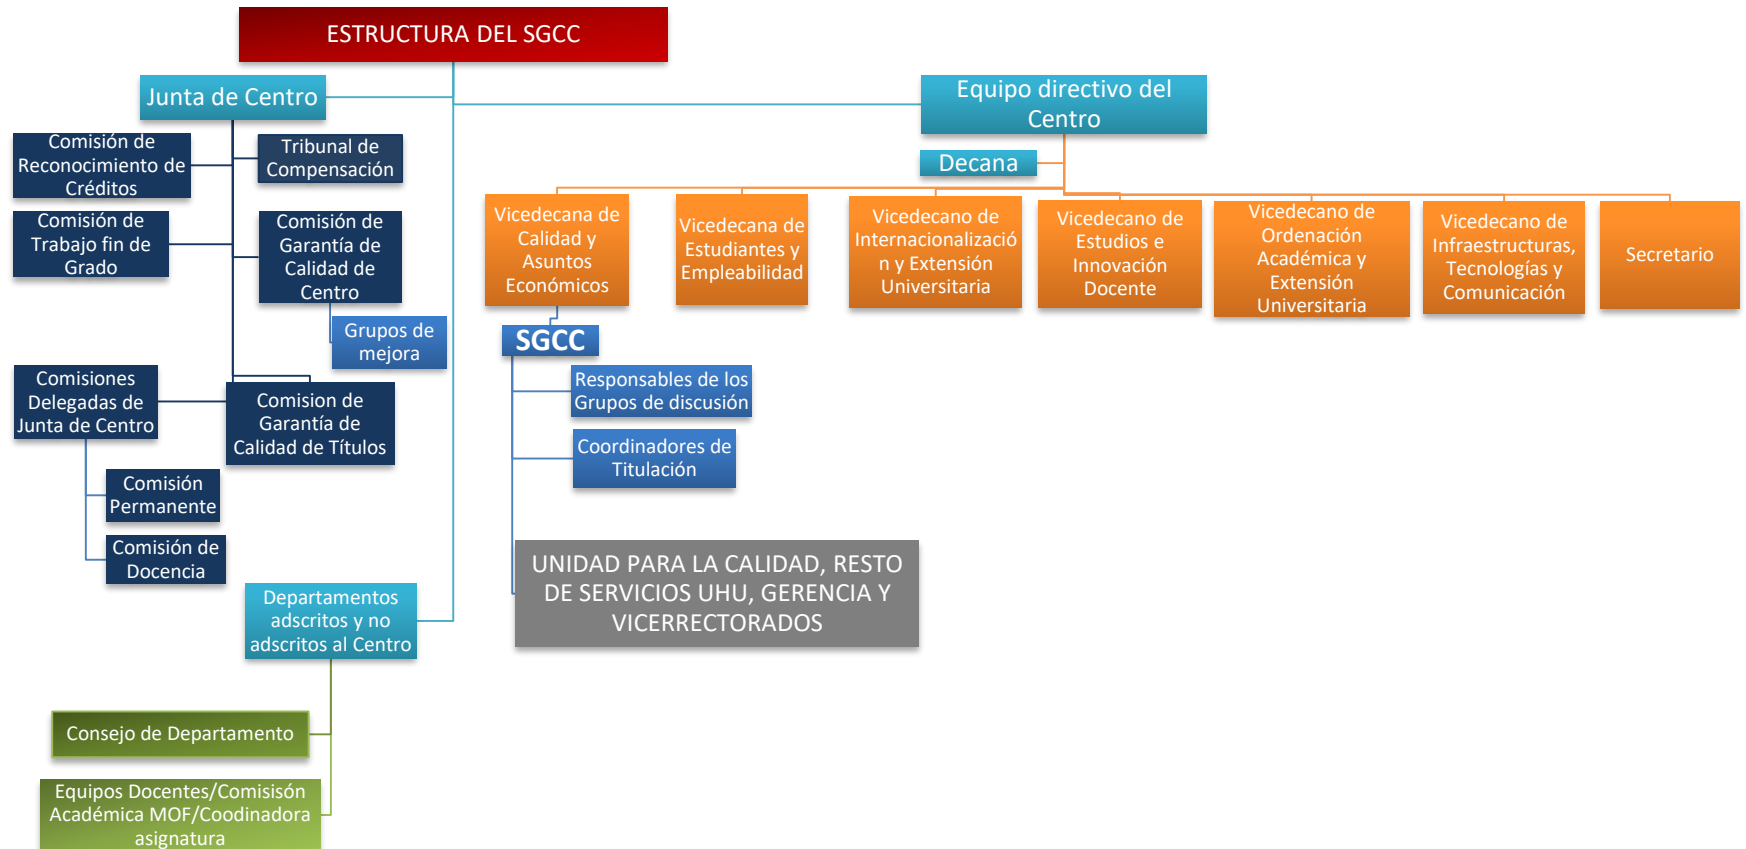 ESTRUCTURA DEL SGCC
Junta de Centro
Equipo directivo del
Centro
Decana
Comisión de
Reconocimiento de
Créditos
Tribunal de
Compensación
Comisión de
Trabajo fin de
Grado
Comisión de
Garantía de
Calidad de
Centro
Grupos de
mejora
Comisiones
Delegadas de
Junta de Centro
Comision de
Garantía de
Calidad de Títulos
Comisión
Permanente
Comisión de
Docencia
Vicedecana de
Calidad y
Asuntos
Económicos
Vicedecana de
Estudiantes y
Empleabilidad
Vicedecano de
Internacionalizació
n y Extensión
Universitaria
Vicedecano de
Estudios e
Innovación
Docente
Vicedecano de
Ordenación
Académica y
Extensión
Universitaria
Vicedecano de
Infraestructuras,
Tecnologías y
Comunicación
Secretario
SGCC
Responsables de los
Grupos de discusión
Coordinadores de
Titulación
UNIDAD PARA LA CALIDAD, RESTO
DE SERVICIOS UHU, GERENCIA Y
VICERRECTORADOS
Departamentos
adscritos y no
adscritos al Centro
Consejo de Departamento
Equipos Docentes/Comisisón
Académica MOF/Coodinadora
asignatura